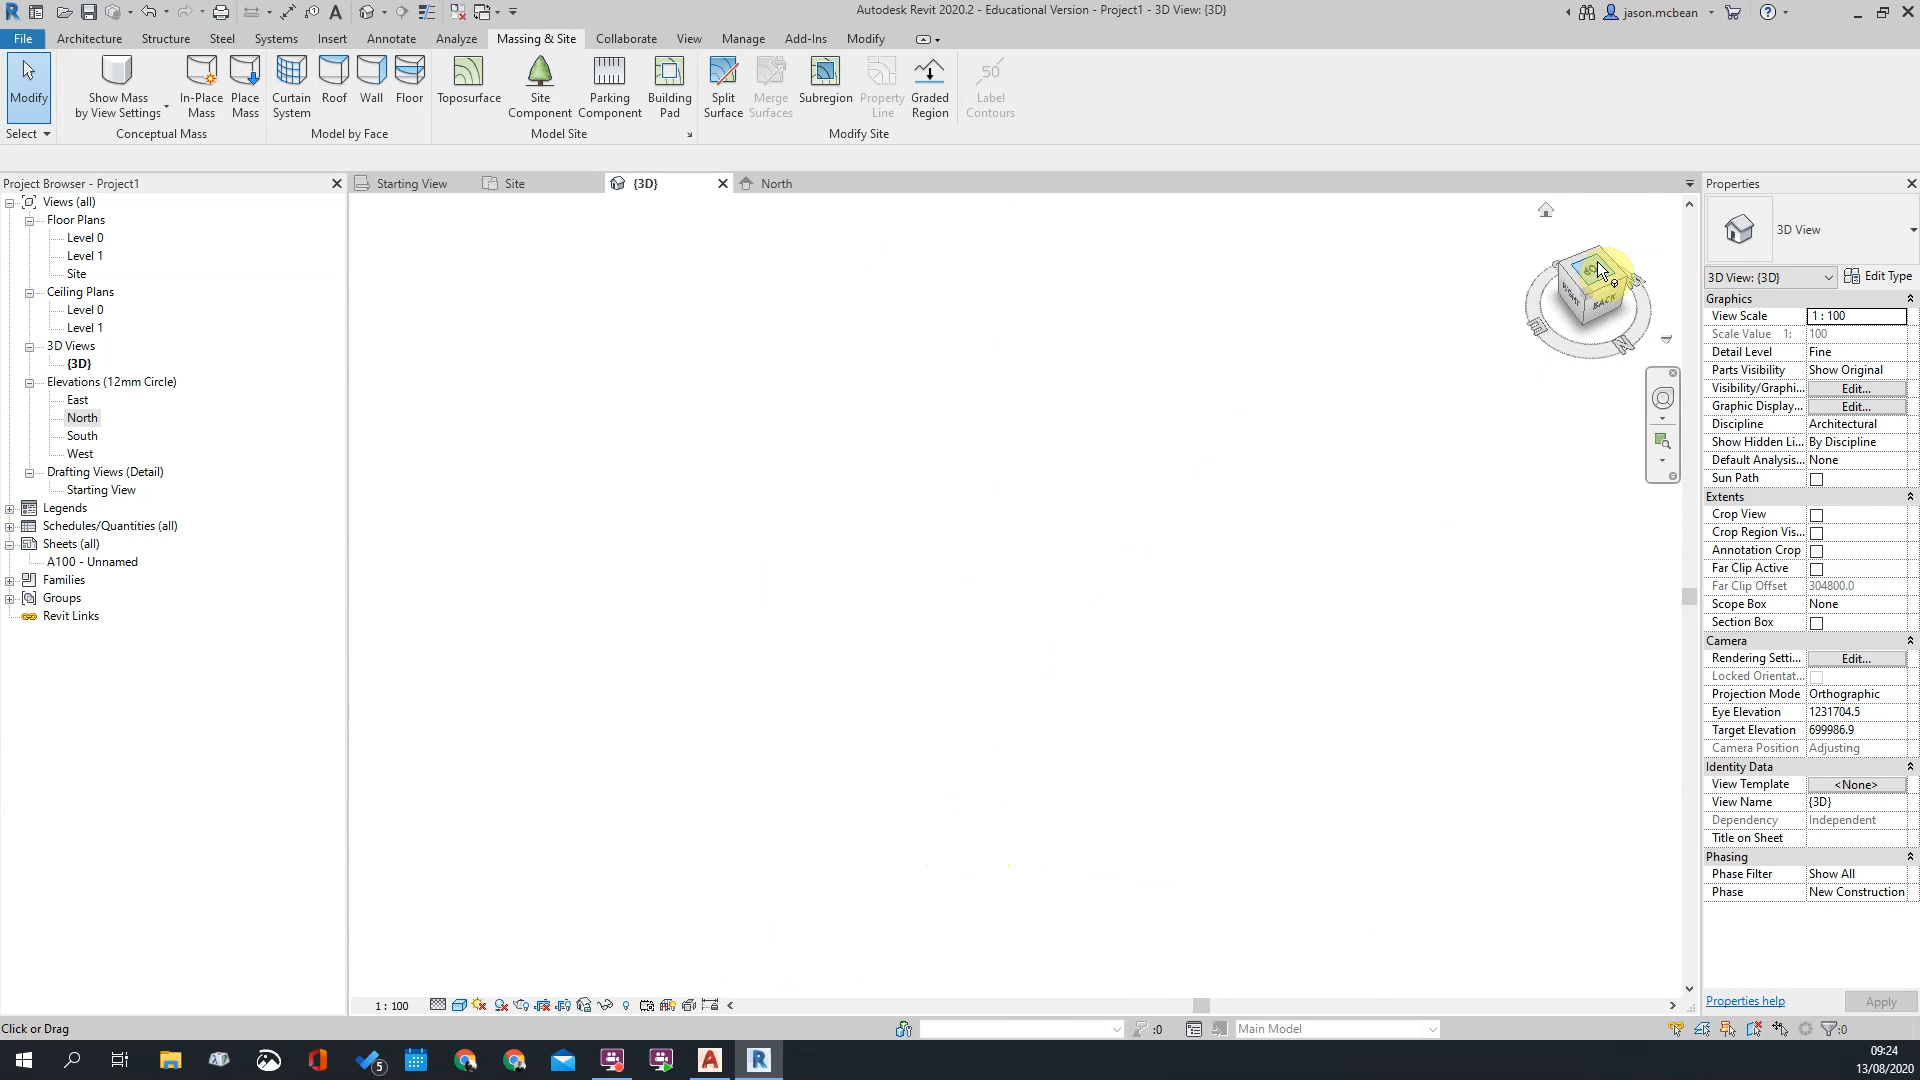 Autodesk Revit 2020.2 - Educational Version - Project1 - 3D View: {3D}
jason.mcbean
File Architecture Structure Steel Systems Insert Annotate Analyze Massing & Site Collaborate View Manage Add-Ins Modify
Modify
Show Mass by View Settings
In-Place Mass
Place Mass
Curtain System
Roof
Wall
Floor
Toposurface
Site Component
Parking Component
Building Pad
Split Surface
Merge Surfaces
Subregion
Property Line
Graded Region
50
Label Contours
Select
Conceptual Mass
Model by Face
Model Site
Modify Site
Project Browser - Project1
Starting View
Site
{3D}
North
Properties
Views (all)
Floor Plans
Level 0
Level 1
Site
Ceiling Plans
Level 0
Level 1
3D Views
{3D}
Elevations (12mm Circle)
East
North
South
West
Drafting Views (Detail)
Starting View
Legends
Schedules/Quantities (all)
Sheets (all)
A100 - Unnamed
Families
Groups
Revit Links
TOP
RIGHT
BACK
E
N
3D View
3D View: {3D} Edit Type
Graphics
View Scale 1 : 100
Scale Value 1: 100
Detail Level Fine
Parts Visibility Show Original
Visibility/Graphi... Edit...
Graphic Display... Edit...
Discipline Architectural
Show Hidden Li... By Discipline
Default Analysis... None
Sun Path
Extents
Crop View
Crop Region Vis...
Annotation Crop
Far Clip Active
Far Clip Offset 304800.0
Scope Box None
Section Box
Camera
Rendering Setti... Edit...
Locked Orientat...
Projection Mode Orthographic
Eye Elevation 1231704.5
Target Elevation 699986.9
Camera Position Adjusting
Identity Data
View Template <None>
View Name {3D}
Dependency Independent
Title on Sheet
Phasing
Phase Filter Show All
Phase New Construction
Properties help Apply
1 : 100
Click or Drag
:0
Main Model
:0
5
09:24
13/08/2020